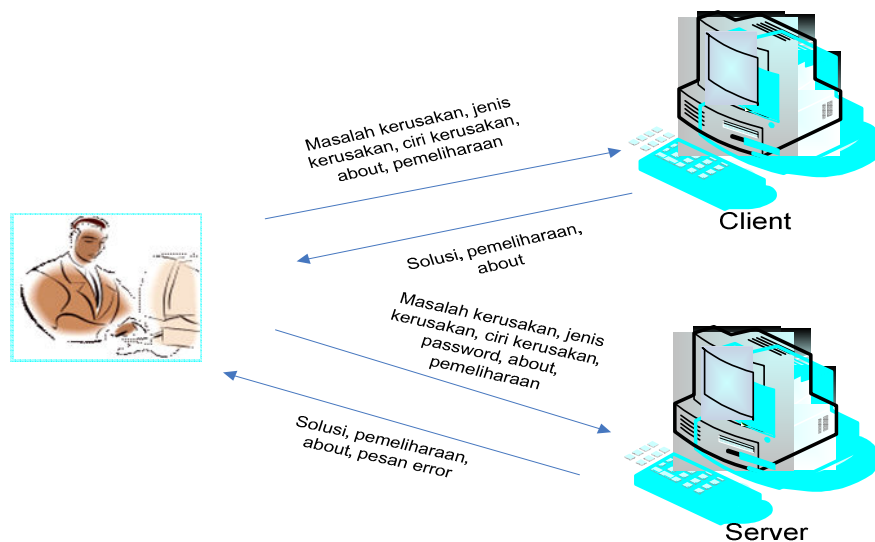 Masalah kerusakan, jenis
kerusakan, ciri kerusakan,
about, pemeliharaan
Client
Solusi, pemeliharaan,
about
Masalah kerusakan, jenis
kerusakan, ciri kerusakan,
password, about,
pemeliharaan
Solusi, pemeliharaan,
about, pesan error
Server